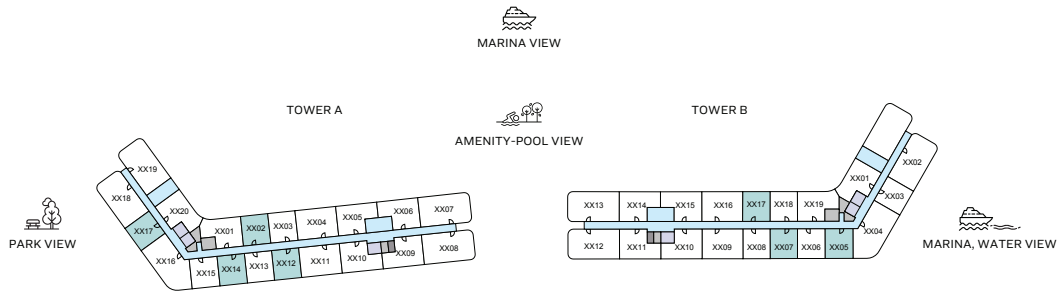 MARINA VIEW
TOWER A
TOWER B
AMENITY-POOL VIEW
PARK VIEW
MARINA, WATER VIEW
XX19
XX18
XX20
XX17
XX16
XX15
XX01
XX02
XX03
XX04
XX05
XX06
XX07
XX14
XX13
XX12
XX11
XX10
XX09
XX08
XX13
XX14
XX15
XX16
XX17
XX18
XX19
XX01
XX02
XX03
XX04
XX12
XX11
XX10
XX09
XX08
XX07
XX06
XX05